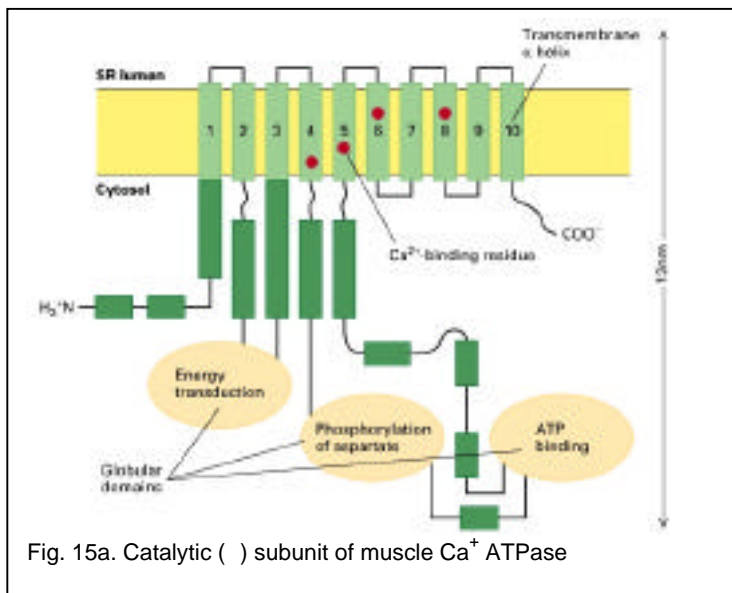 Transmembrane
α helix
SR lumen
1 2 3 4 5 6 7 8 9 10
Cytosol
COO⁻
Ca²⁺-binding residue
13nm
H₃⁺N
Energy
transduction
Phosphorylation
of aspartate
ATP
binding
Globular
domains
Fig. 15a. Catalytic ( ) subunit of muscle Ca⁺ ATPase